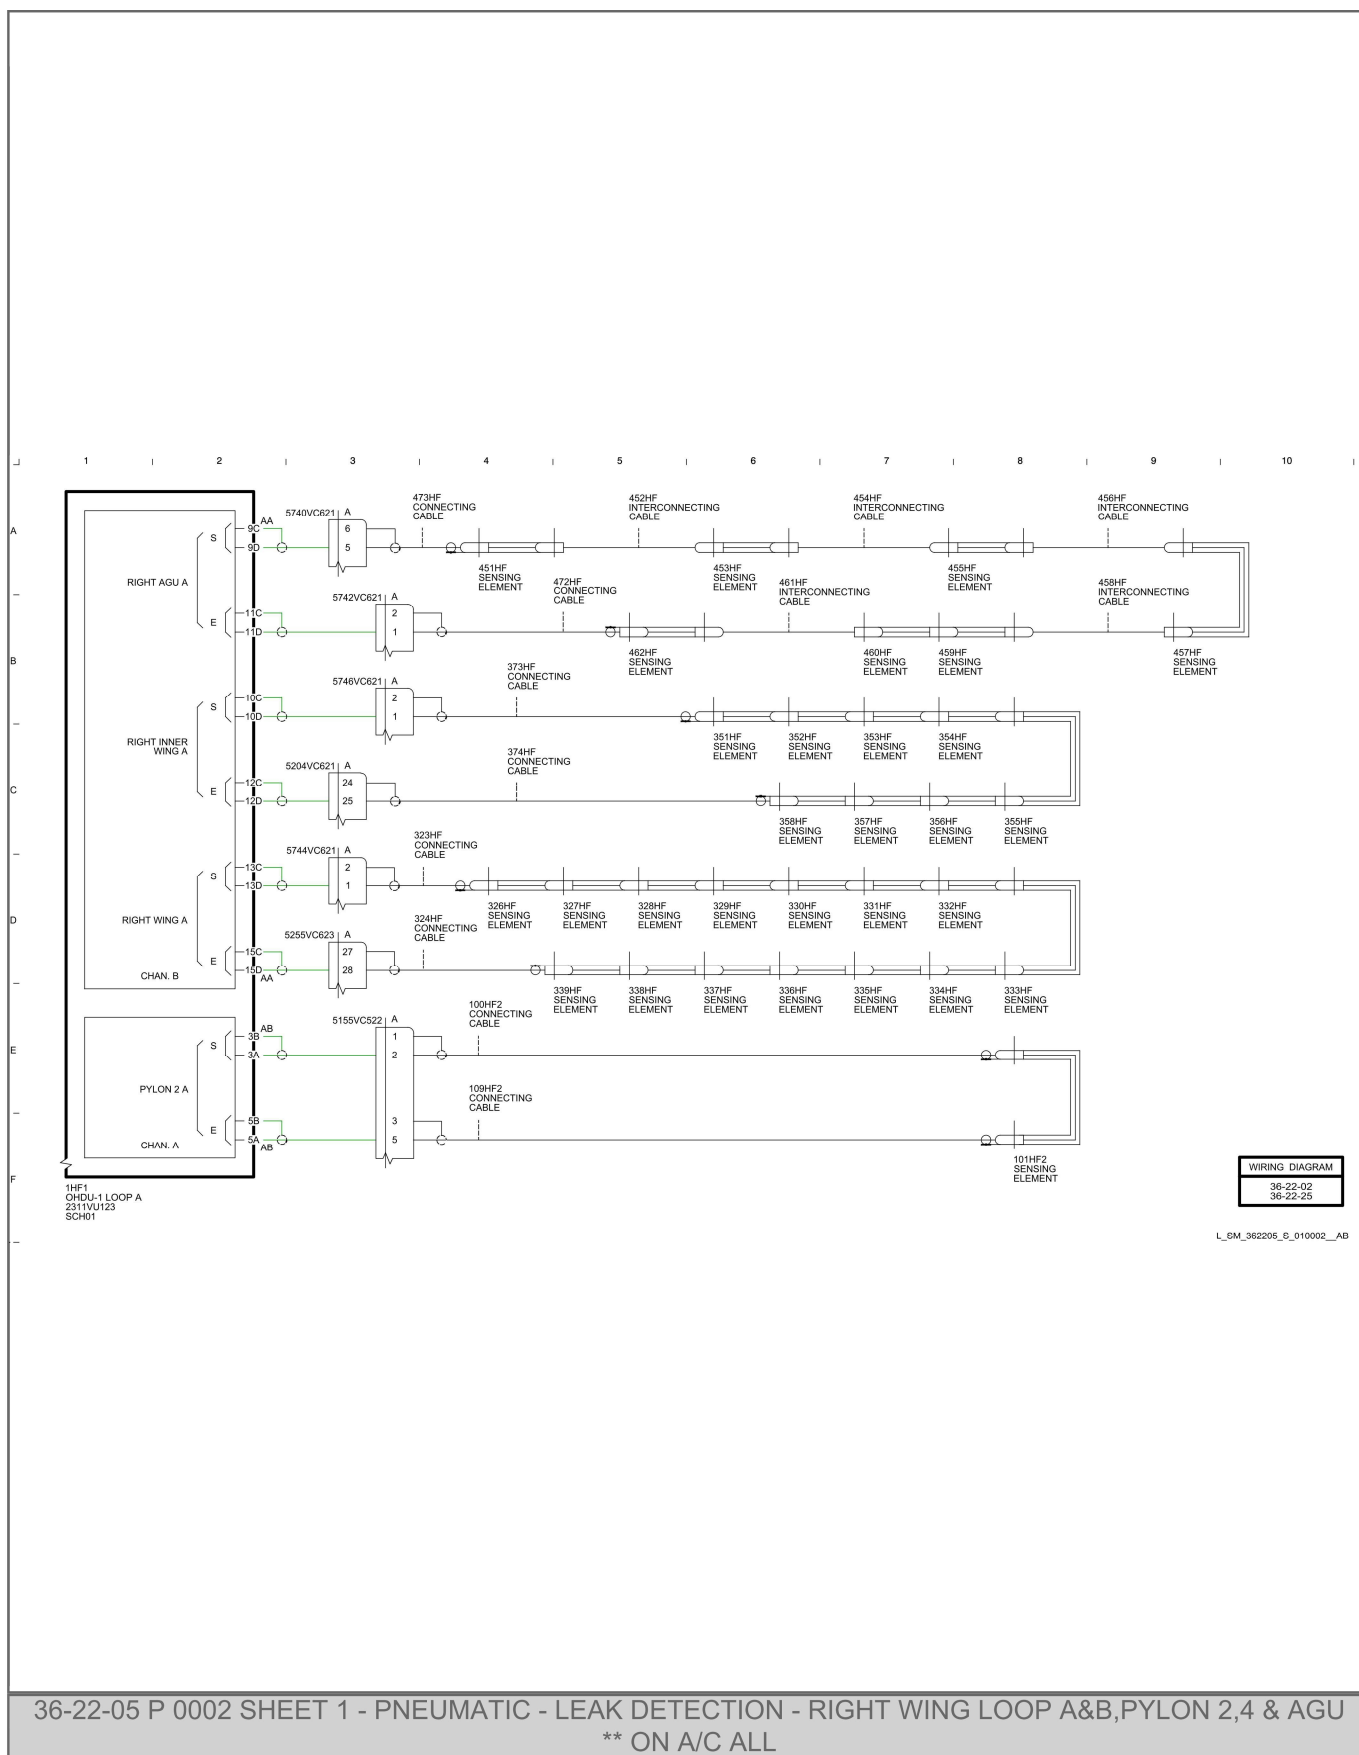 1 2 3 4 5 6 7 8 9 10
A
B
C
D
E
F
RIGHT AGU A
S
9C AA
9D
E
11C
11D
5740VC621 A
6
5
473HF
CONNECTING
CABLE
451HF
SENSING
ELEMENT
452HF
INTERCONNECTING
CABLE
453HF
SENSING
ELEMENT
454HF
INTERCONNECTING
CABLE
455HF
SENSING
ELEMENT
456HF
INTERCONNECTING
CABLE
5742VC621 A
2
1
472HF
CONNECTING
CABLE
462HF
SENSING
ELEMENT
461HF
INTERCONNECTING
CABLE
460HF
SENSING
ELEMENT
459HF
SENSING
ELEMENT
458HF
INTERCONNECTING
CABLE
457HF
SENSING
ELEMENT
RIGHT INNER
WING A
S
10C
10D
E
12C
12D
5746VC621 A
2
1
373HF
CONNECTING
CABLE
351HF
SENSING
ELEMENT
352HF
SENSING
ELEMENT
353HF
SENSING
ELEMENT
354HF
SENSING
ELEMENT
5204VC621 A
24
25
374HF
CONNECTING
CABLE
358HF
SENSING
ELEMENT
357HF
SENSING
ELEMENT
356HF
SENSING
ELEMENT
355HF
SENSING
ELEMENT
RIGHT WING A
S
13C
13D
E
15C
15D AA
CHAN. B
5744VC621 A
2
1
323HF
CONNECTING
CABLE
326HF
SENSING
ELEMENT
327HF
SENSING
ELEMENT
328HF
SENSING
ELEMENT
329HF
SENSING
ELEMENT
330HF
SENSING
ELEMENT
331HF
SENSING
ELEMENT
332HF
SENSING
ELEMENT
5255VC623 A
27
28
324HF
CONNECTING
CABLE
339HF
SENSING
ELEMENT
338HF
SENSING
ELEMENT
337HF
SENSING
ELEMENT
336HF
SENSING
ELEMENT
335HF
SENSING
ELEMENT
334HF
SENSING
ELEMENT
333HF
SENSING
ELEMENT
PYLON 2 A
S
3B AB
3A
E
5B
5A AB
CHAN. A
5155VC522 A
1
2
3
5
100HF2
CONNECTING
CABLE
109HF2
CONNECTING
CABLE
101HF2
SENSING
ELEMENT
1HF1
OHDU-1 LOOP A
2311VU123
SCH01
WIRING DIAGRAM
36-22-02
36-22-25
L_SM_362205_S_010002__AB
36-22-05 P 0002 SHEET 1 - PNEUMATIC - LEAK DETECTION - RIGHT WING LOOP A&B,PYLON 2,4 & AGU
** ON A/C ALL